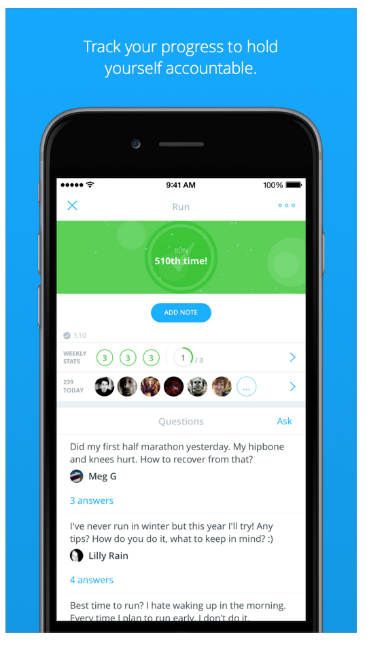 Track your progress to hold
yourself accountable.
9:41 AM
100%
Run
RUN
510th time!
ADD NOTE
510
WEEKLY
STATS
3
3
3
1 / 3
239
TODAY
...
Questions
Ask
Did my first half marathon yesterday. My hipbone
and knees hurt. How to recover from that?
Meg G
3 answers
I've never run in winter but this year I'll try! Any
tips? How do you do it, what to keep in mind? :)
Lilly Rain
4 answers
Best time to run? I hate waking up in the morning.
Every time I plan to run early, I don't do it.